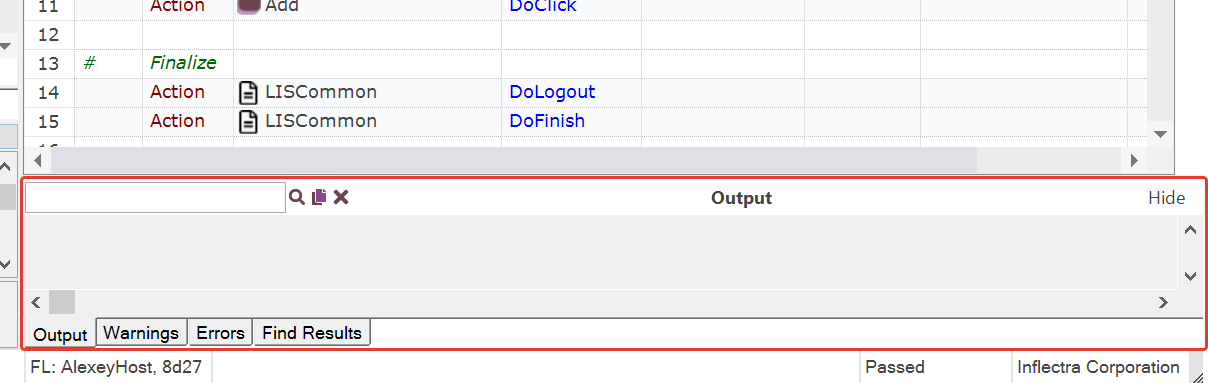 11 Action Add DoClick
12
13 # Finalize
14 Action LISCommon DoLogout
15 Action LISCommon DoFinish
Output Hide
Output Warnings Errors Find Results
FL: AlexeyHost, 8d27 Passed Inflectra Corporation